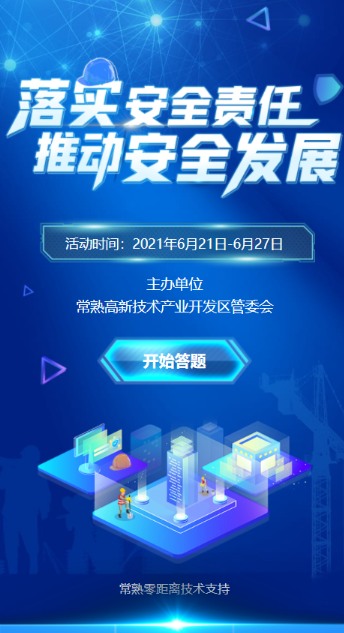 落实安全责任
推动安全发展
活动时间：2021年6月21日-6月27日
主办单位
常熟高新技术产业开发区管委会
开始答题
常熟零距离技术支持